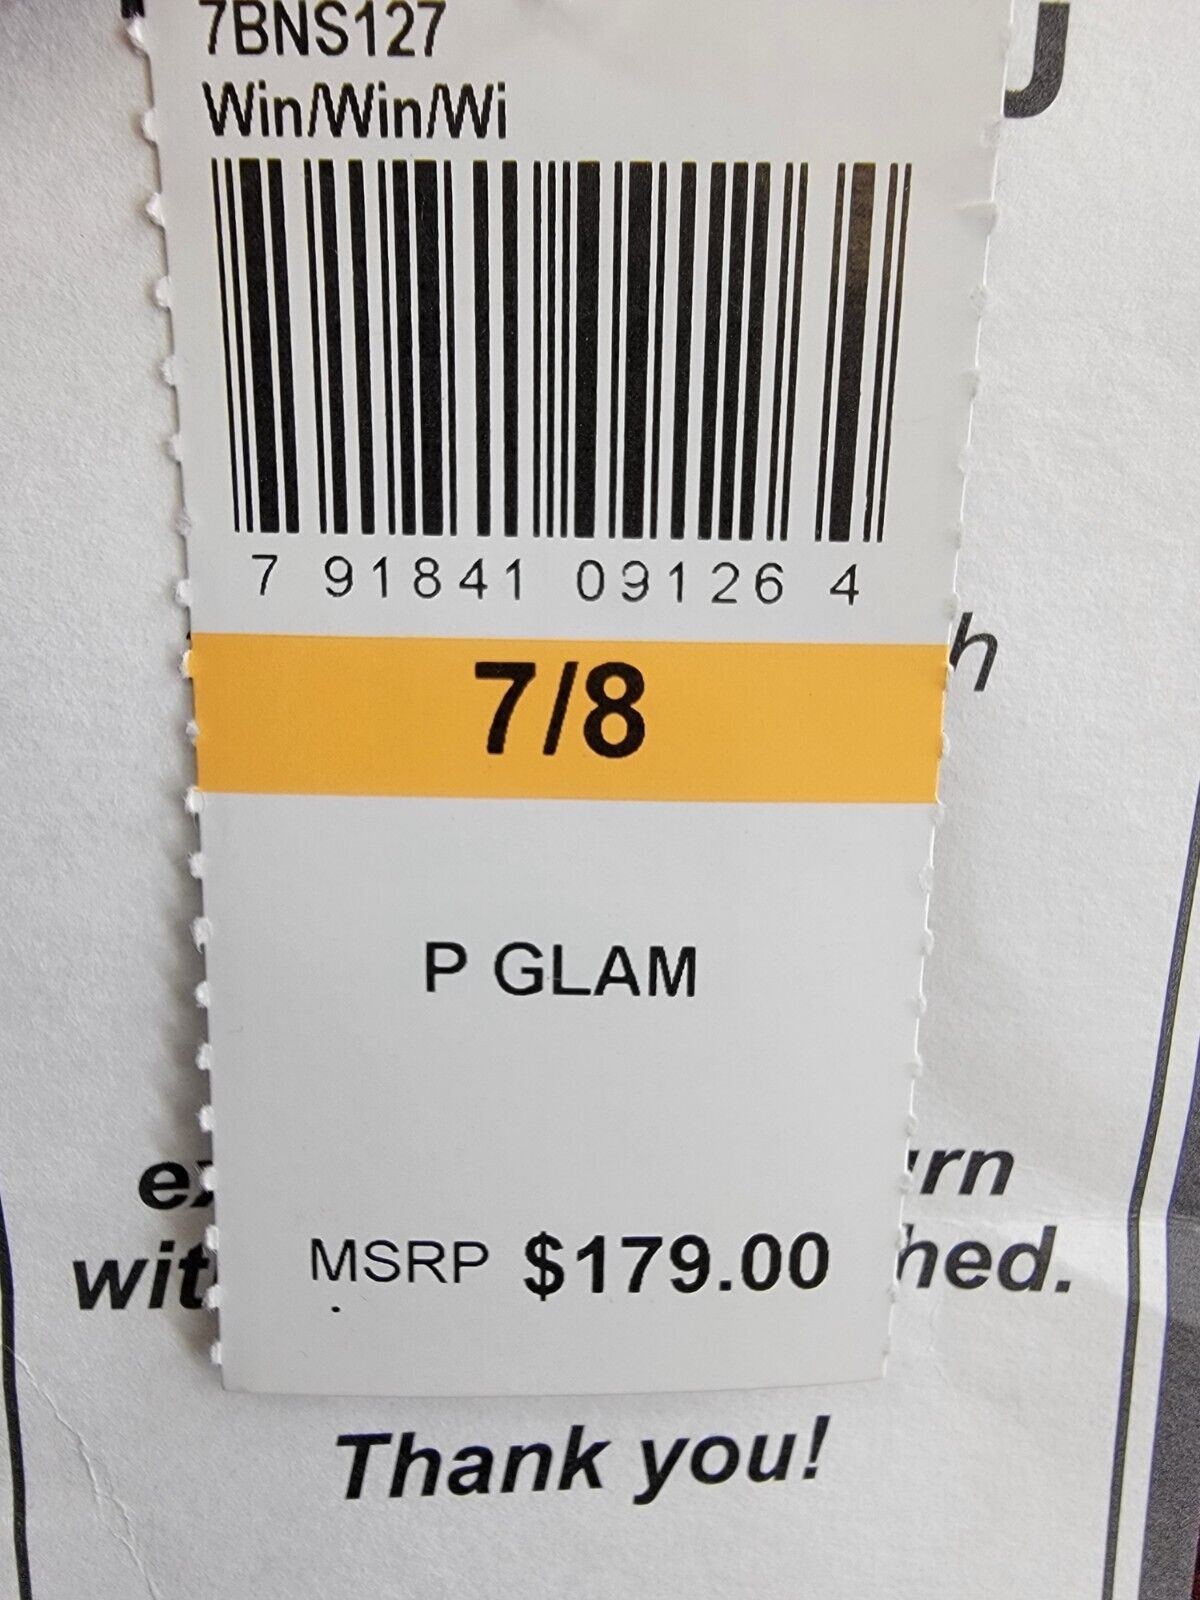 7BNS127
Win/Win/Wi
7 91841 09126 4
7/8
P GLAM
MSRP $179.00
Thank you!